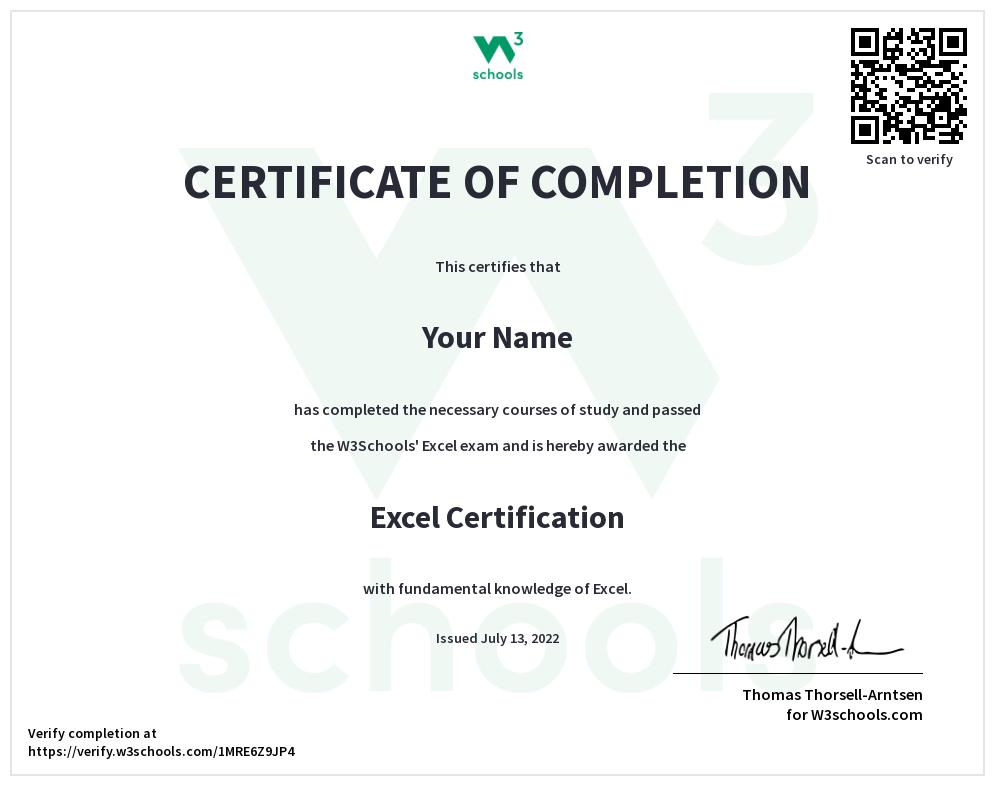 W3
schools
Scan to verify
CERTIFICATE OF COMPLETION
This certifies that
Your Name
has completed the necessary courses of study and passed
the W3Schools' Excel exam and is hereby awarded the
Excel Certification
with fundamental knowledge of Excel.
Issued July 13, 2022
Thomas Thorsell-A
Thomas Thorsell-Arntsen
for W3schools.com
Verify completion at
https://verify.w3schools.com/1MRE6Z9JP4
W3
schools